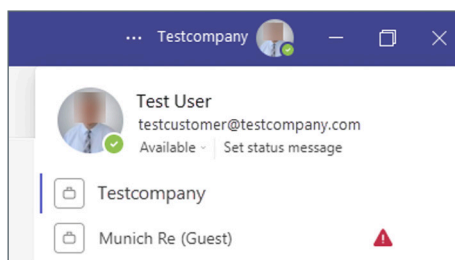 ... Testcompany
Test User
testcustomer@testcompany.com
Available Set status message
Testcompany
Munich Re (Guest)